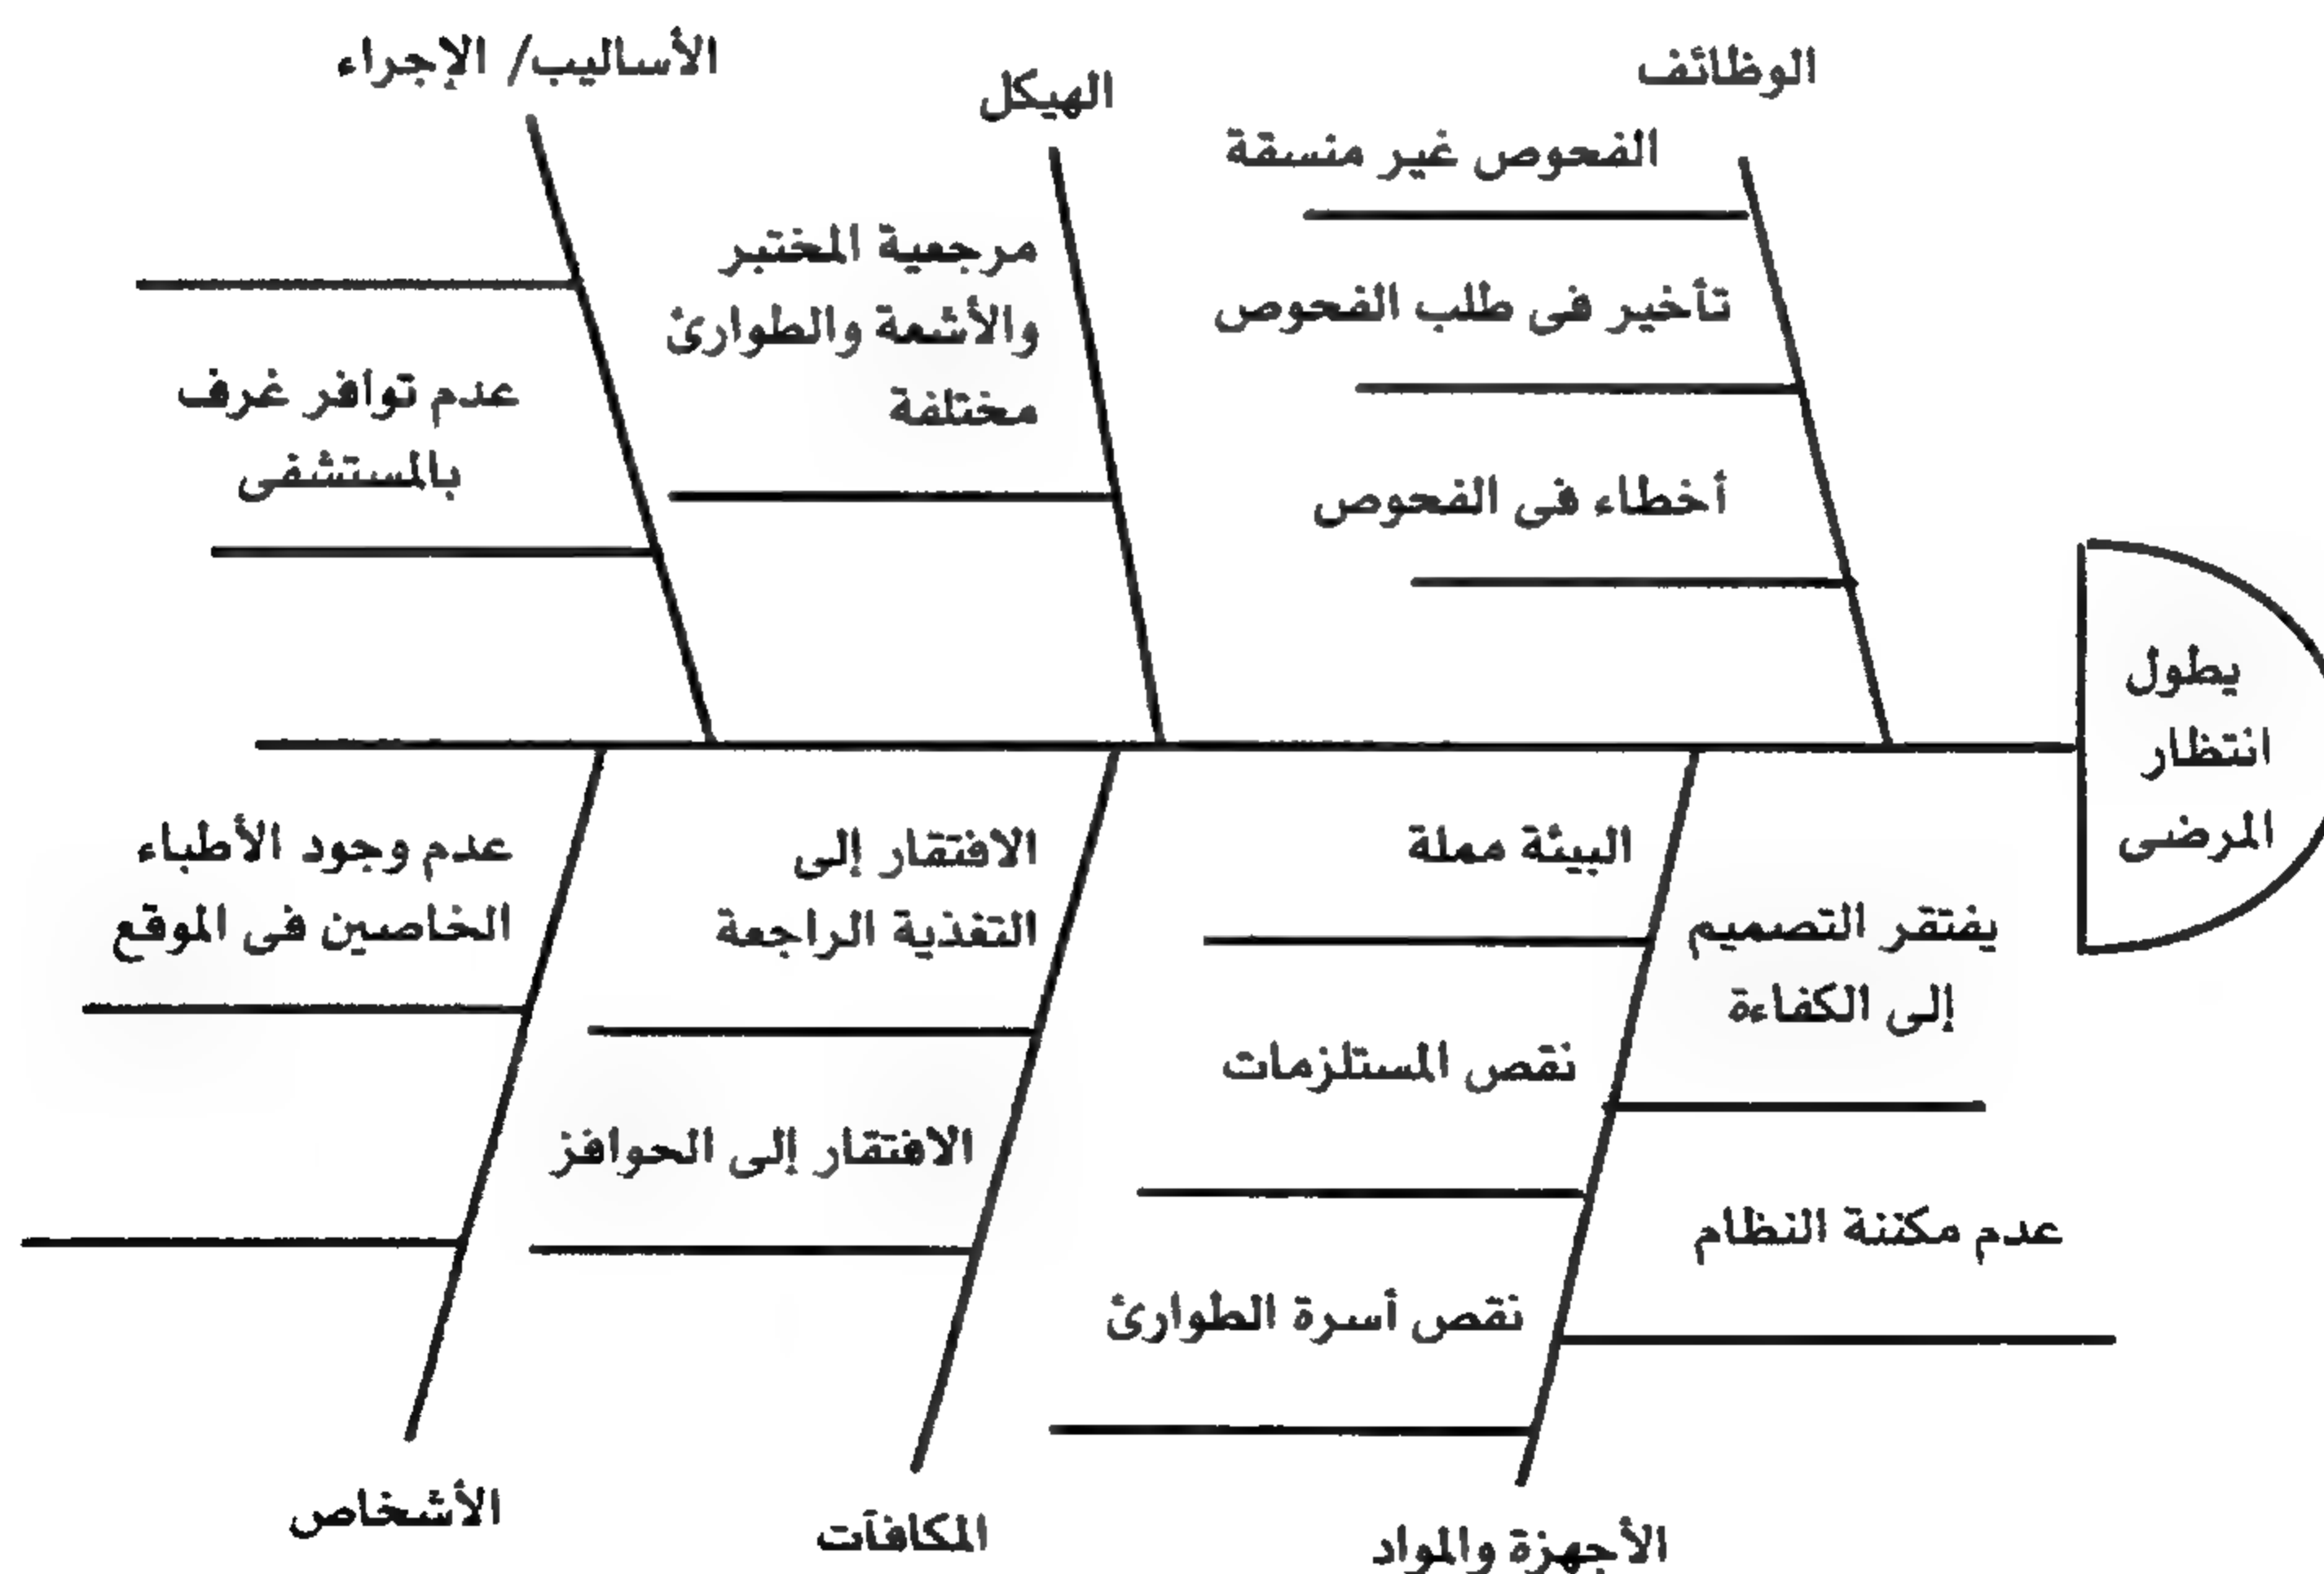 الوظائف
الفحوص غير منسقة
تأخير فى طلب الفحوص
أخطاء فى الفحوص
الهيكل
مرجعية المختبر
والأشعة والطوارئ
مختلفة
الأساليب/ الإجراء
عدم توافر غرف
بالمستشفى
يطول
انتظار
المرضى
يفتقر التصميم
إلى الكفاءة
عدم مكننة النظام
البيئة مملة
نقص المستلزمات
نقص أسرة الطوارئ
الأجهزة والمواد
الافتقار إلى
التغذية الراجعة
الافتقار إلى الحوافز
المكافآت
عدم وجود الأطباء
الخاصين فى الموقع
الأشخاص